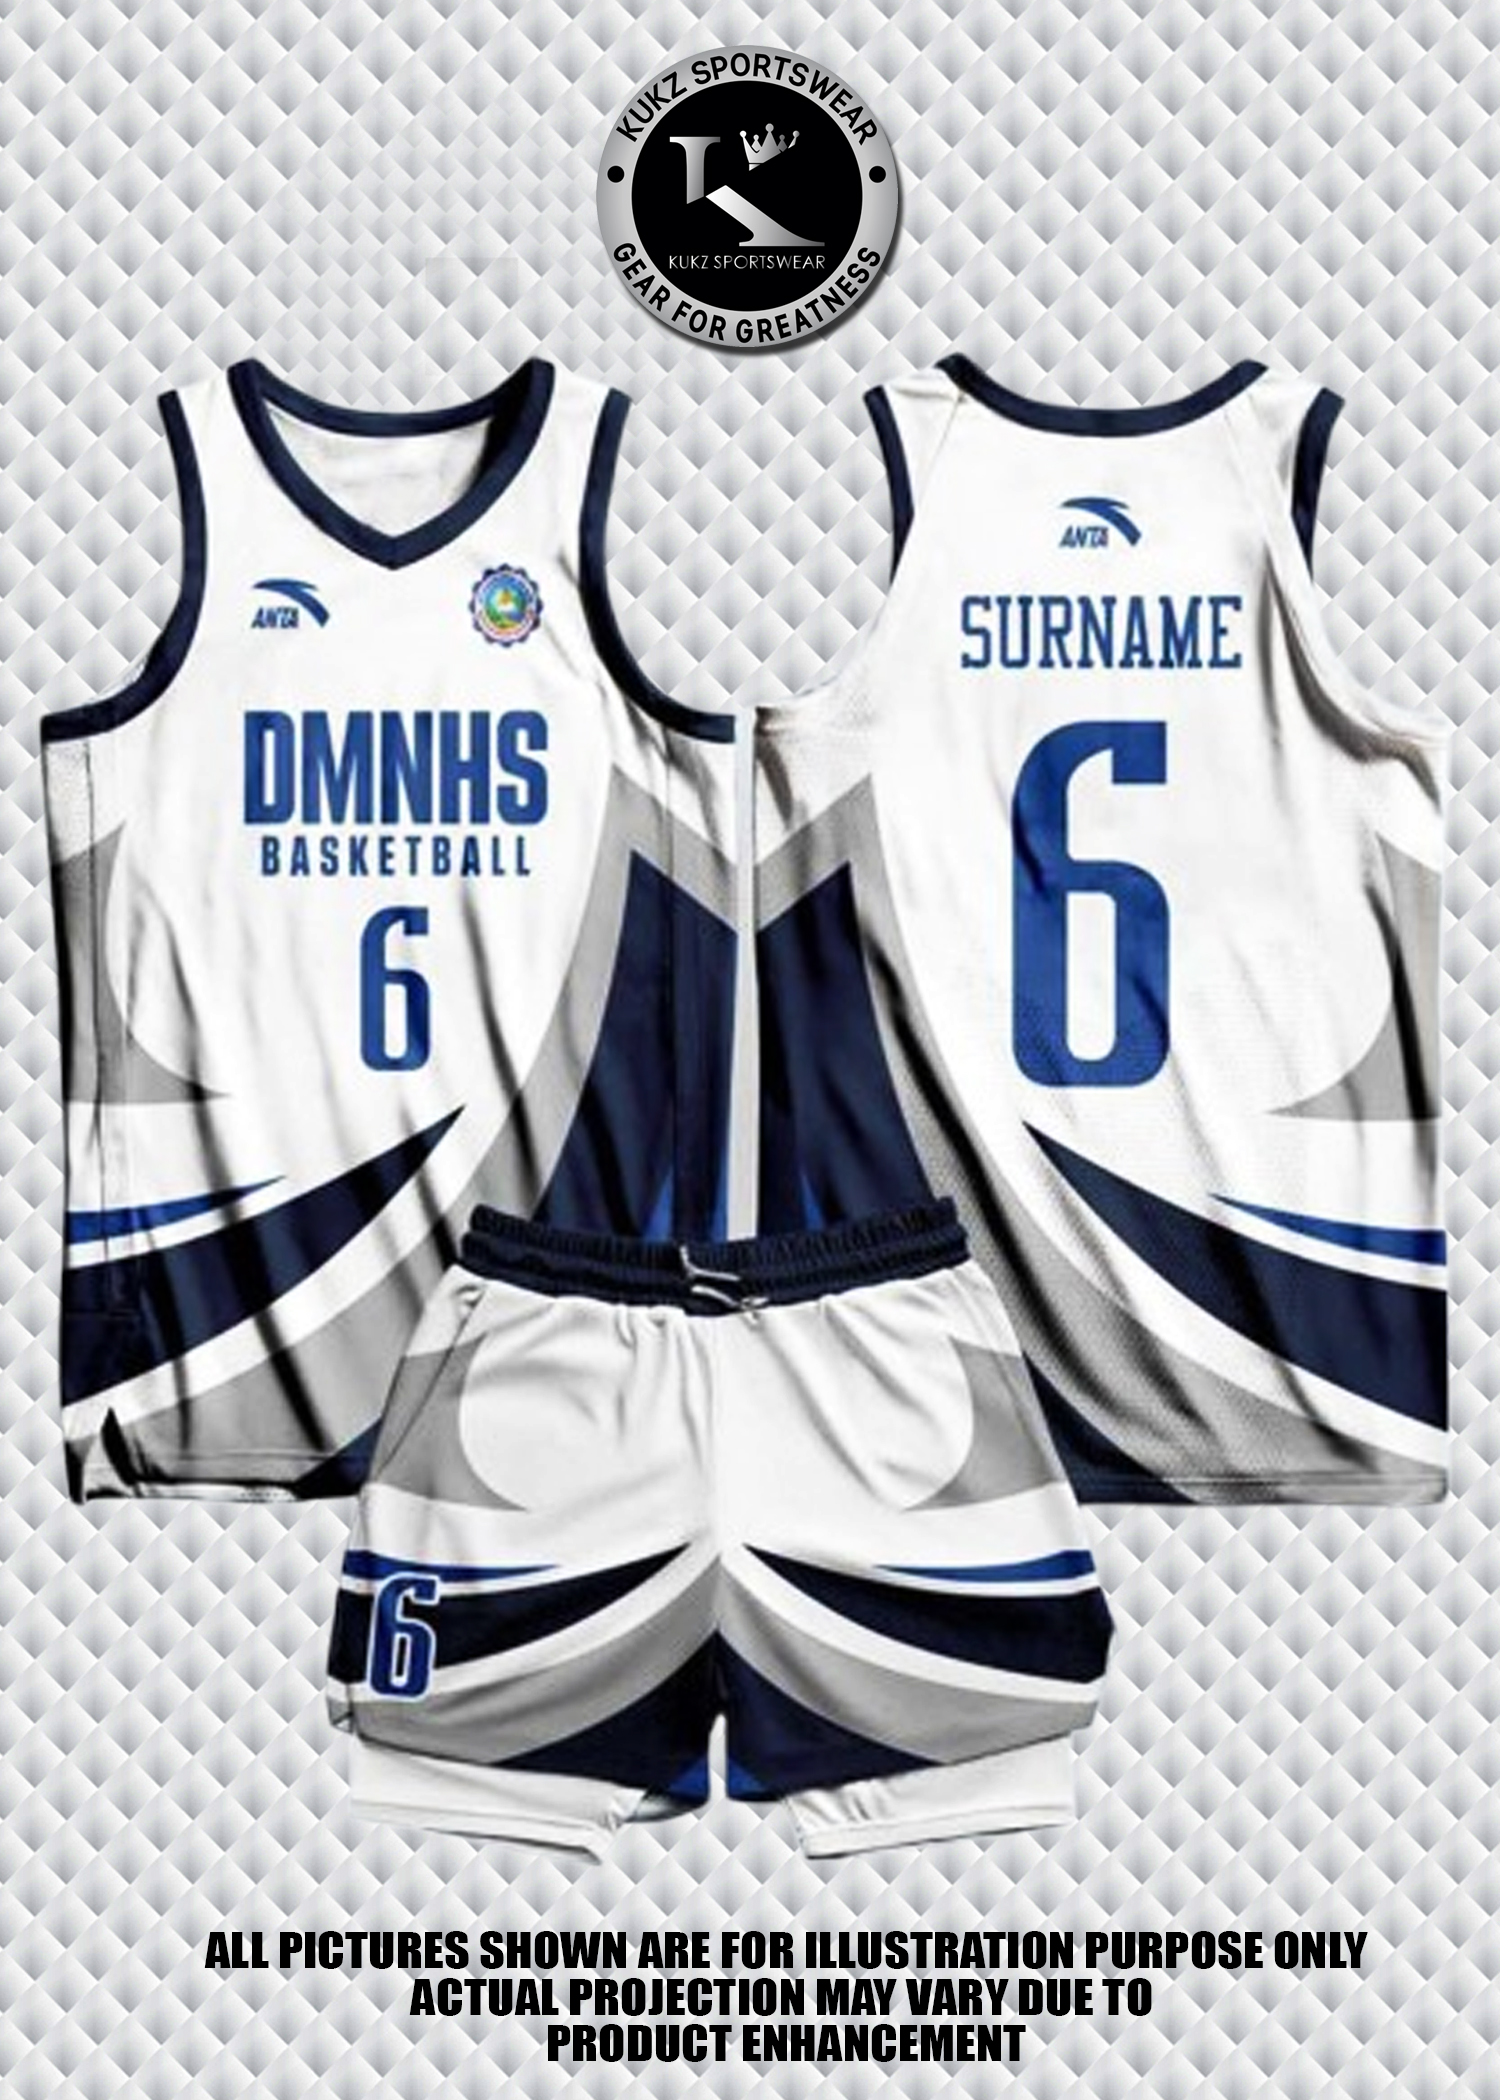 KUKZ SPORTSWEAR
KUKZ SPORTSWEAR
GEAR FOR GREATNESS
ANTA
DMNHS
BASKETBALL
6
ANTA
SURNAME
6
6
ALL PICTURES SHOWN ARE FOR ILLUSTRATION PURPOSE ONLY
ACTUAL PROJECTION MAY VARY DUE TO
PRODUCT ENHANCEMENT